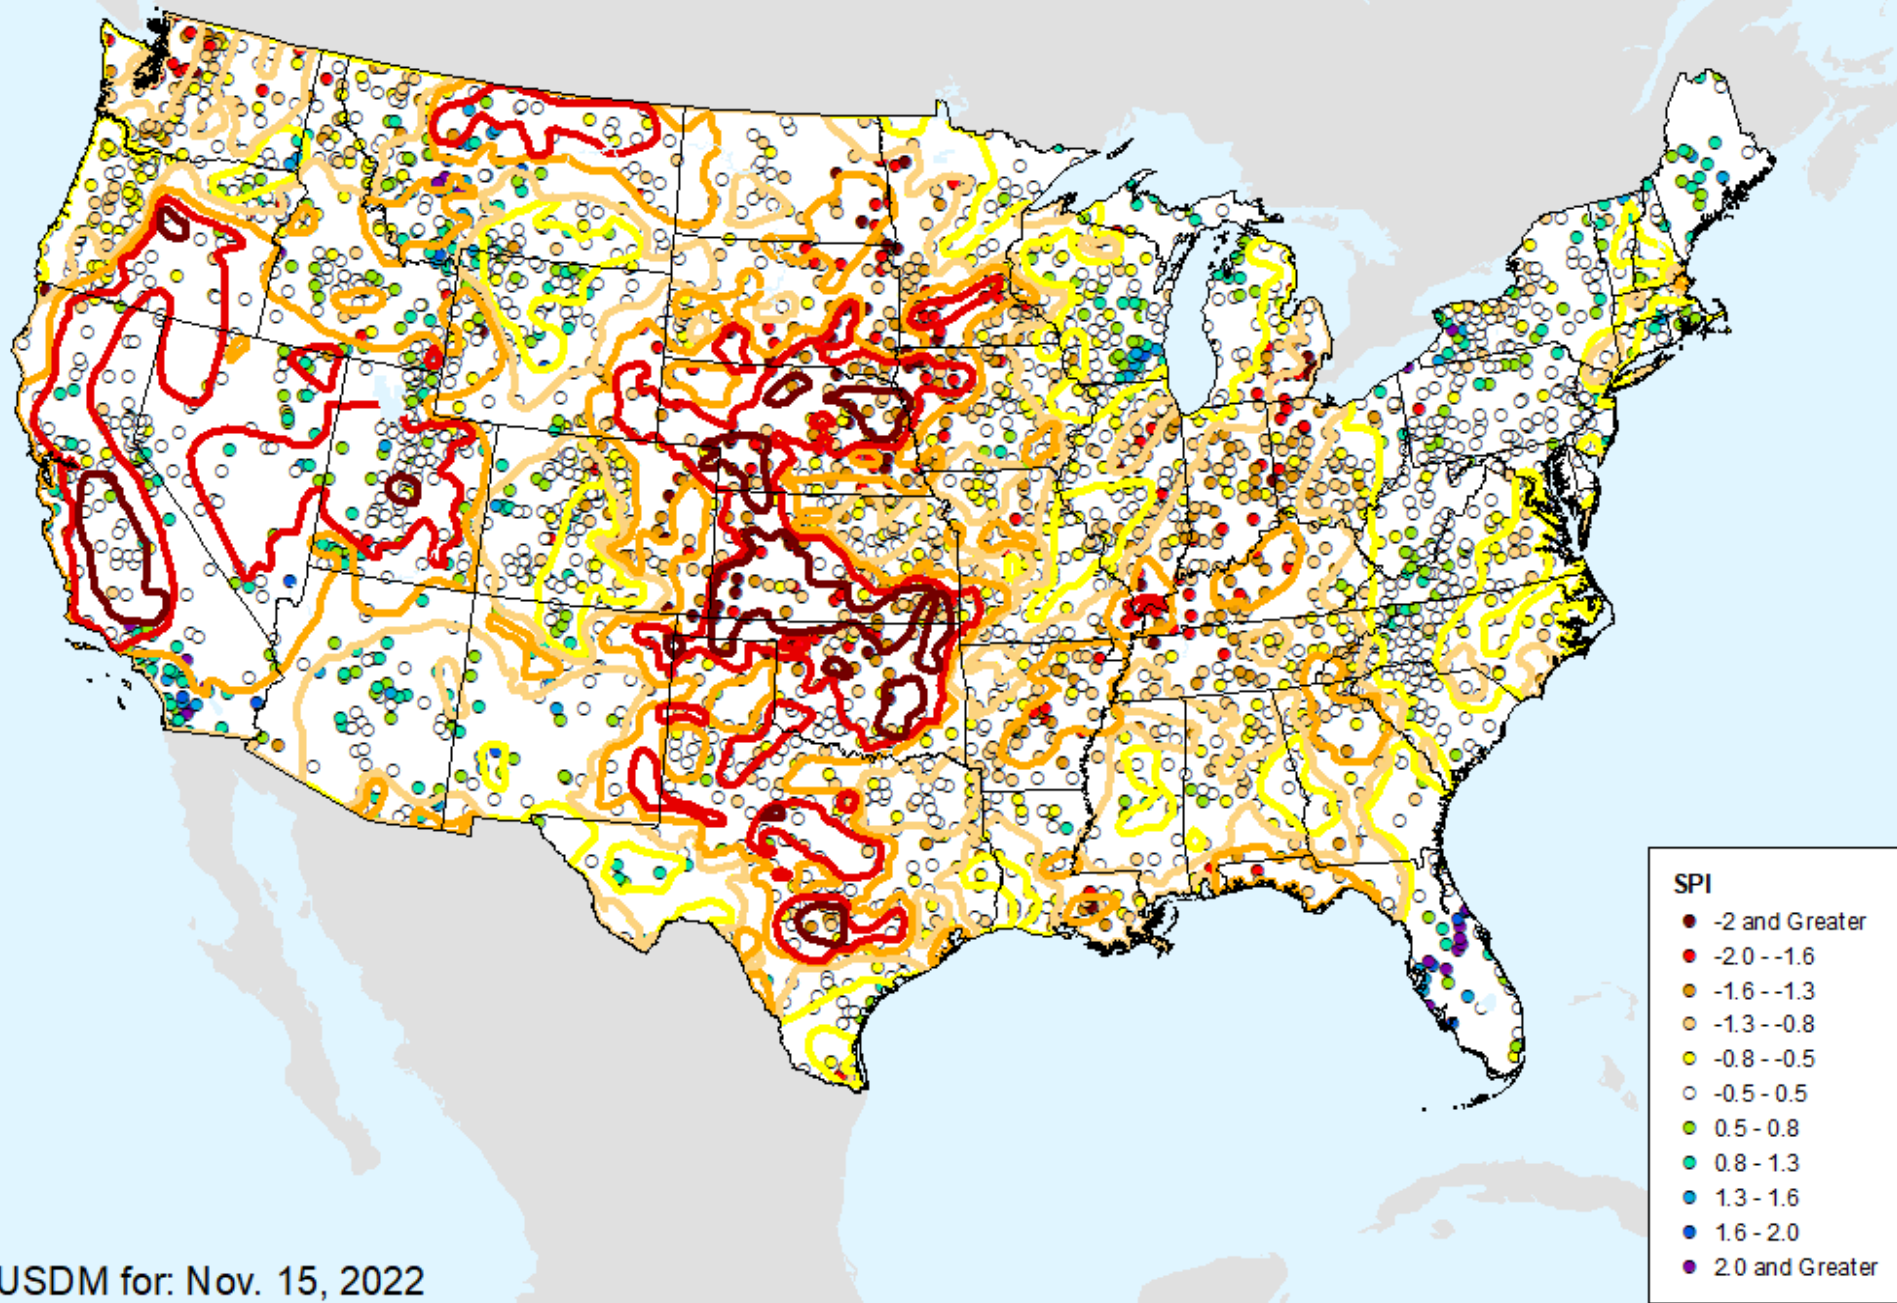 SPI
-2 and Greater
-2.0 - -1.6
-1.6 - -1.3
-1.3 - -0.8
-0.8 - -0.5
-0.5 - 0.5
0.5 - 0.8
0.8 - 1.3
1.3 - 1.6
1.6 - 2.0
2.0 and Greater
USDM for: Nov. 15, 2022